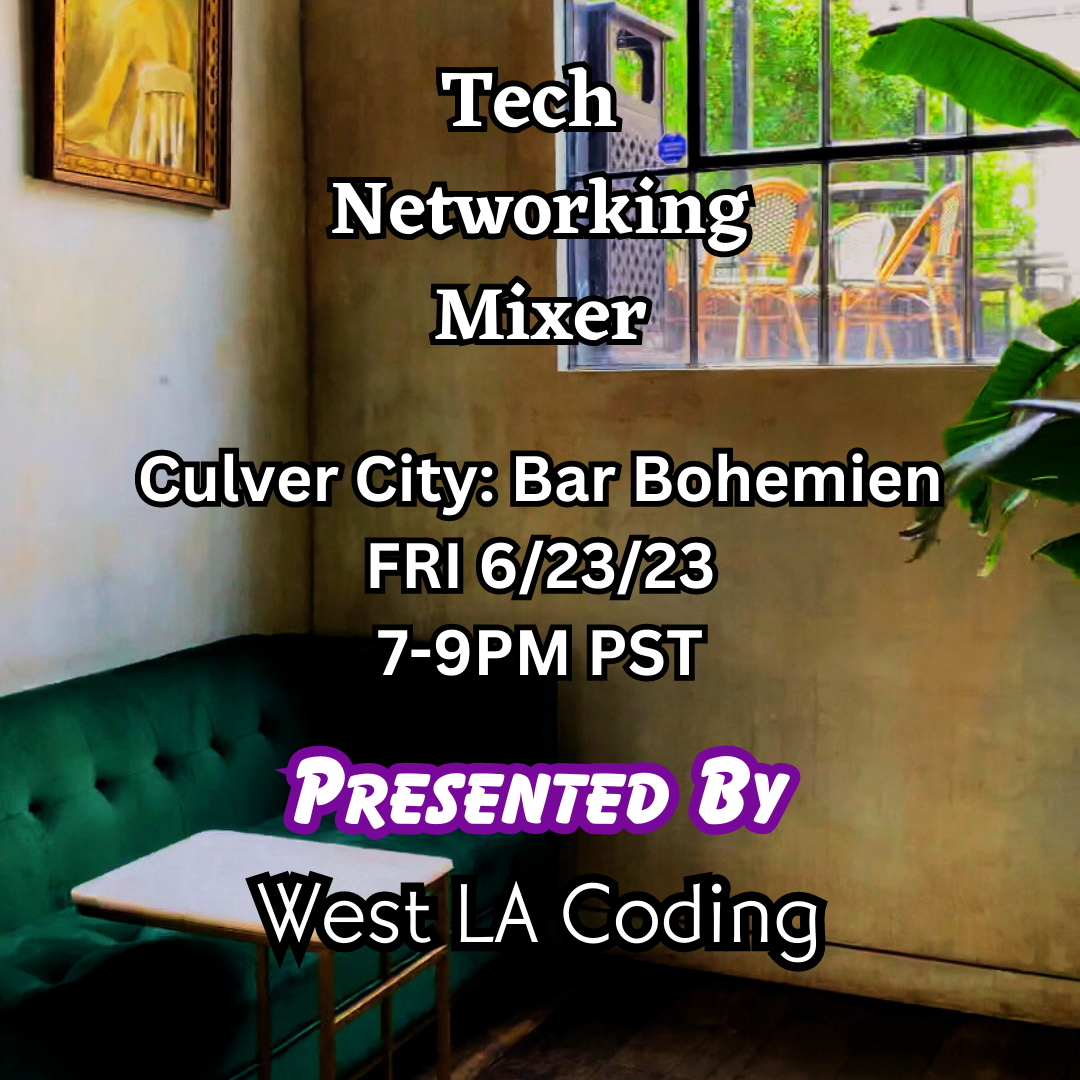 Tech
Networking
Mixer
Culver City: Bar Bohemien
FRI 6/23/23
7-9PM PST
Presented By
West LA Coding